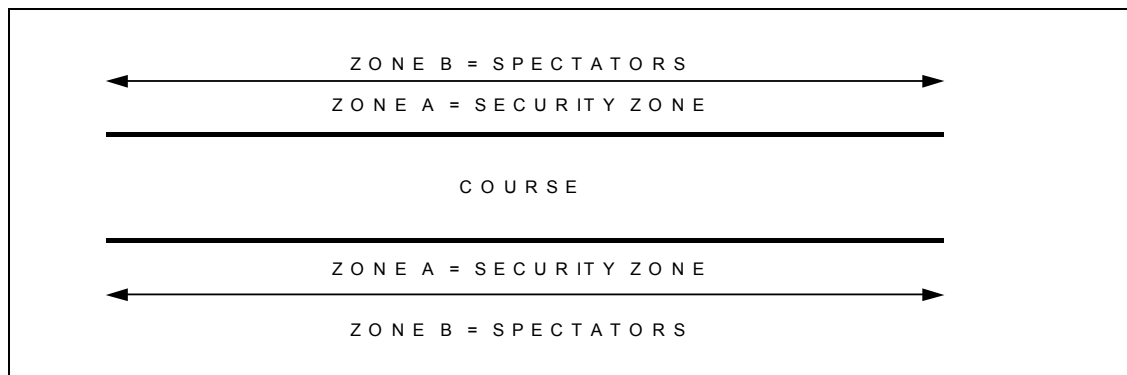 ZONE B = SPECTATORS
ZONE A = SECURITY ZONE
COURSE
ZONE A = SECURITY ZONE
ZONE B = SPECTATORS